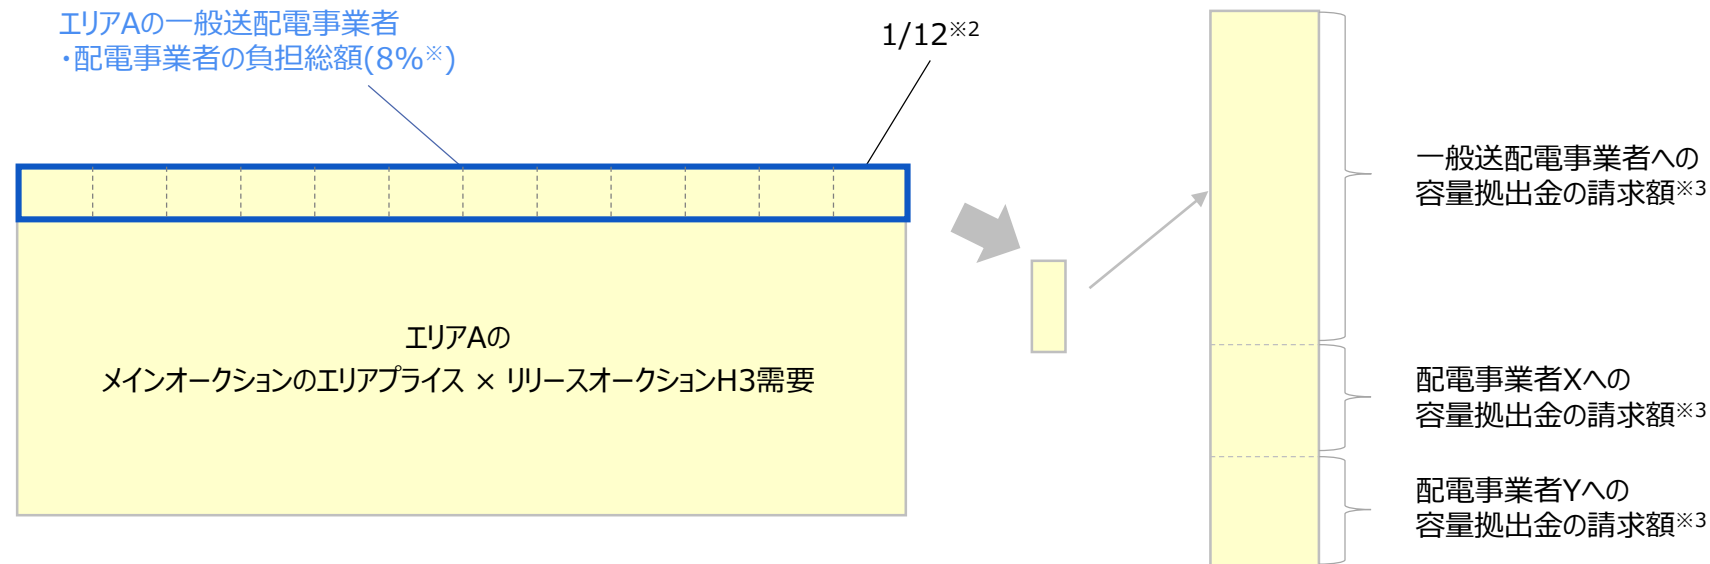 エリアAの一般送配電事業者
・配電事業者の負担総額(8%※)
1/12※2
エリアAの
メインオークションのエリアプライス × リリースオークションH3需要
一般送配電事業者への
容量拠出金の請求額※3
配電事業者Xへの
容量拠出金の請求額※3
配電事業者Yへの
容量拠出金の請求額※3